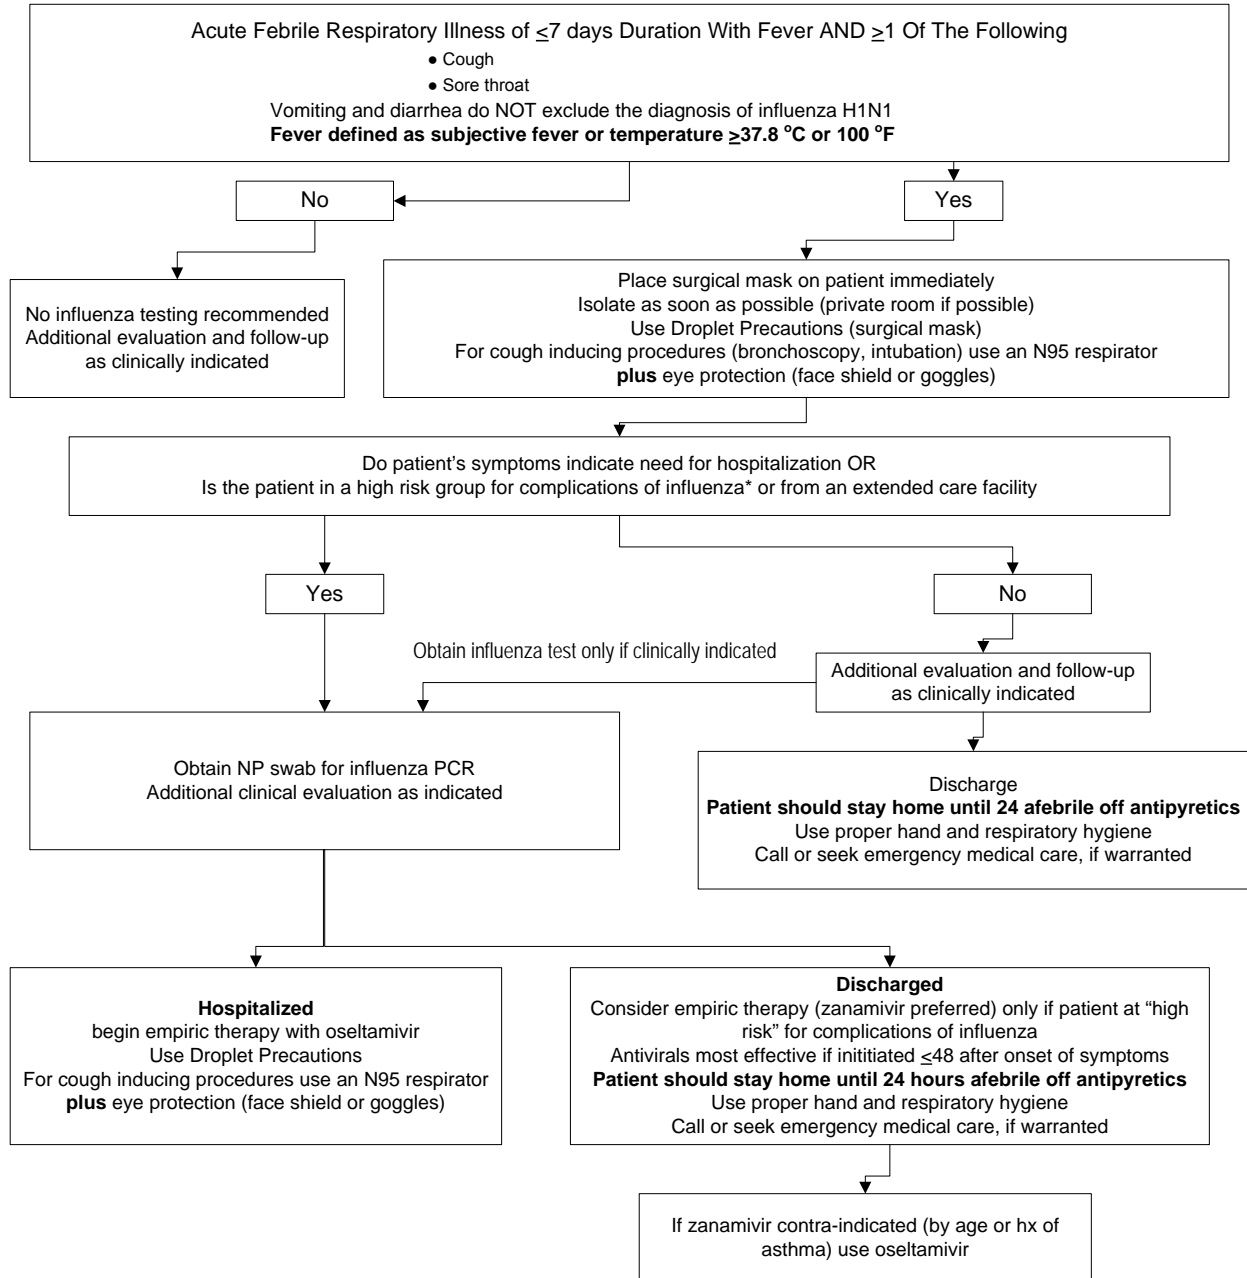 Acute Febrile Respiratory Illness of ≤7 days Duration With Fever AND ≥1 Of The Following
● Cough
● Sore throat
Vomiting and diarrhea do NOT exclude the diagnosis of influenza H1N1
Fever defined as subjective fever or temperature ≥37.8 °C or 100 °F
No
Yes
No influenza testing recommended
Additional evaluation and follow-up
as clinically indicated
Place surgical mask on patient immediately
Isolate as soon as possible (private room if possible)
Use Droplet Precautions (surgical mask)
For cough inducing procedures (bronchoscopy, intubation) use an N95 respirator
plus eye protection (face shield or goggles)
Do patient's symptoms indicate need for hospitalization OR
Is the patient in a high risk group for complications of influenza* or from an extended care facility
Yes
No
Obtain influenza test only if clinically indicated
Additional evaluation and follow-up
as clinically indicated
Obtain NP swab for influenza PCR
Additional clinical evaluation as indicated
Discharge
Patient should stay home until 24 afebrile off antipyretics
Use proper hand and respiratory hygiene
Call or seek emergency medical care, if warranted
Hospitalized
begin empiric therapy with oseltamivir
Use Droplet Precautions
For cough inducing procedures use an N95 respirator
plus eye protection (face shield or goggles)
Discharged
Consider empiric therapy (zanamivir preferred) only if patient at "high
risk" for complications of influenza
Antivirals most effective if inititiated ≤48 after onset of symptoms
Patient should stay home until 24 hours afebrile off antipyretics
Use proper hand and respiratory hygiene
Call or seek emergency medical care, if warranted
If zanamivir contra-indicated (by age or hx of
asthma) use oseltamivir